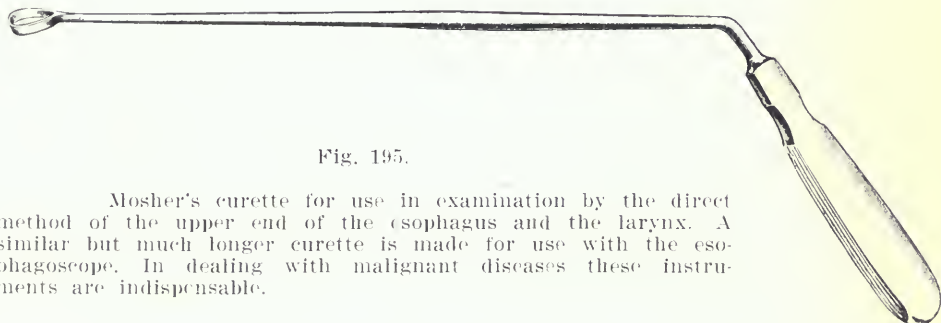 Fig. 195.
Mosher's curette for use in examination by the direct
method of the upper end of the esophagus and the larynx. A
similar but much longer curette is made for use with the eso-
phagoscope. In dealing with malignant diseases these instru-
ments are indispensable.